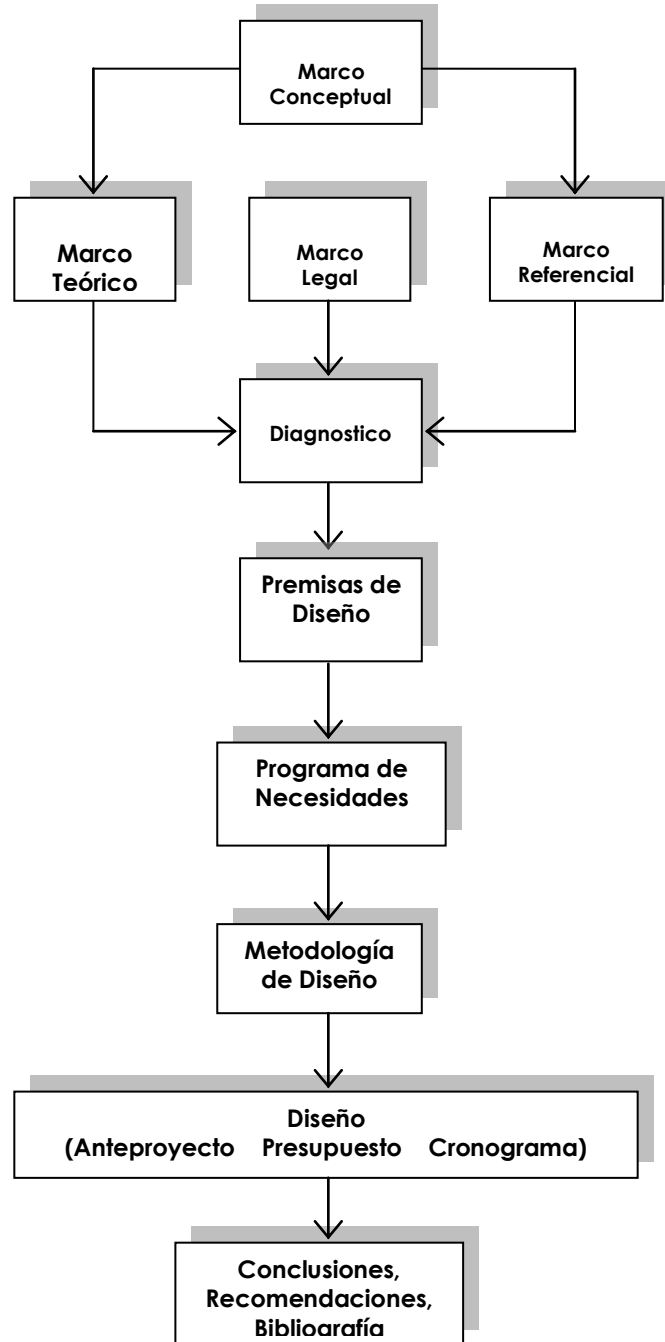 Marco
Conceptual
Marco
Teórico
Marco
Legal
Marco
Referencial
Diagnostico
Premisas de
Diseño
Programa de
Necesidades
Metodología
de Diseño
Diseño
(Anteproyecto Presupuesto Cronograma)
Conclusiones,
Recomendaciones,
Bibliografía